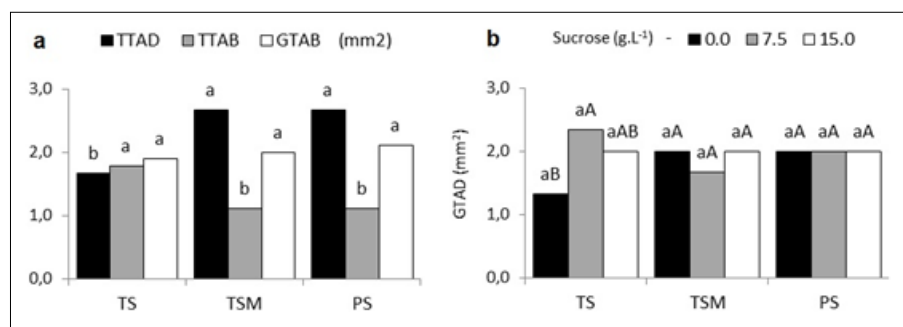 a
TTAD TTAB GTAB (mm2)
3,0
2,0
1,0
0,0
b a a
a b a
a b a
TS TSM PS
b
Sucrose (g.L-¹) - 0.0 7.5 15.0
GTAD (mm²)
3,0
2,0
1,0
0,0
aB aA aAB
aA aA aA
aA aA aA
TS TSM PS